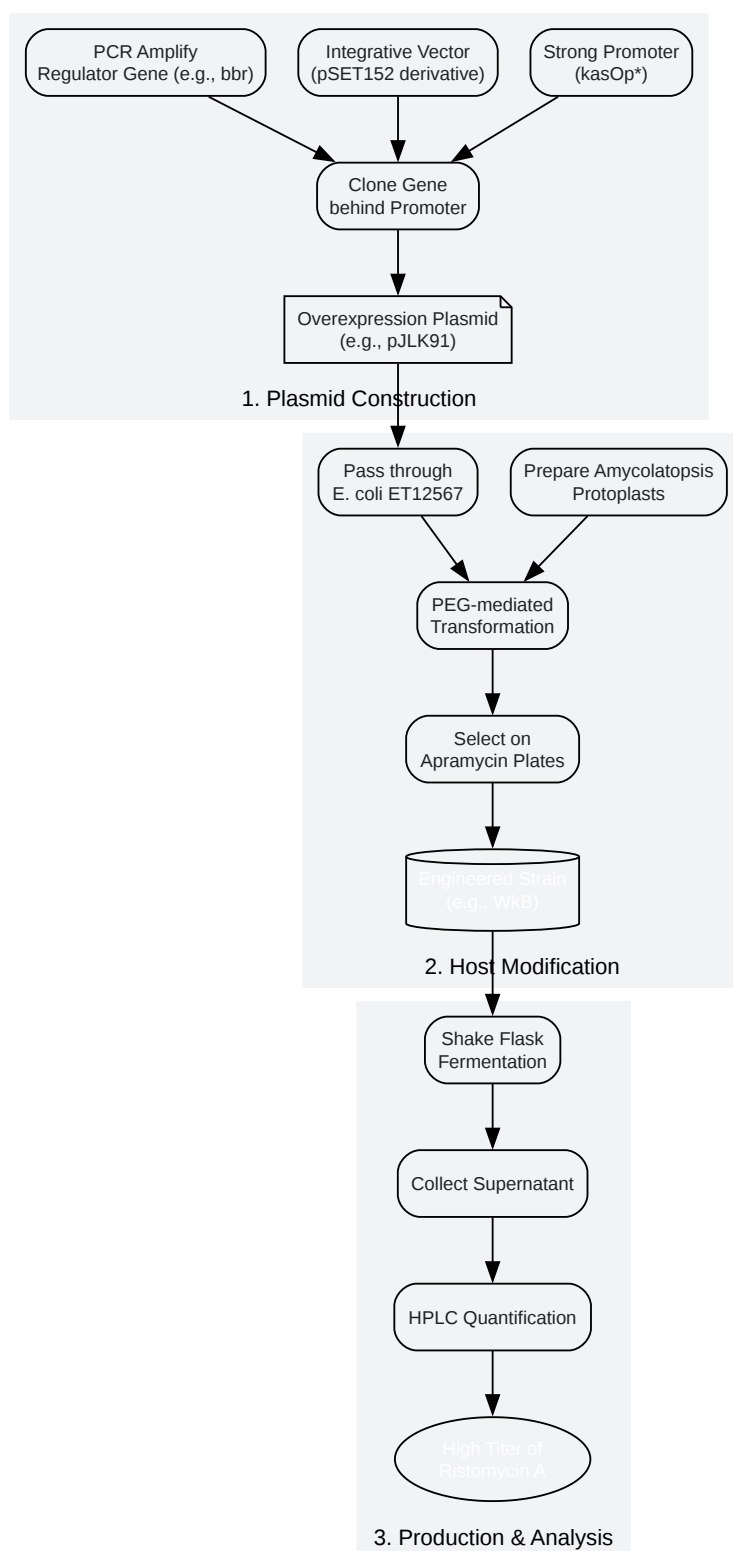 PCR Amplify
Regulator Gene (e.g., bbr)
Integrative Vector
(pSET152 derivative)
Strong Promoter
(kasOp*)
Clone Gene
behind Promoter
Overexpression Plasmid
(e.g., pJLK91)
1. Plasmid Construction
Pass through
E. coli ET12567
Prepare Amycolatopsis
Protoplasts
PEG-mediated
Transformation
Select on
Apramycin Plates
Engineered Strain
(e.g., WkB)
2. Host Modification
Shake Flask
Fermentation
Collect Supernatant
HPLC Quantification
High Titer of
Ristomycin A
3. Production & Analysis